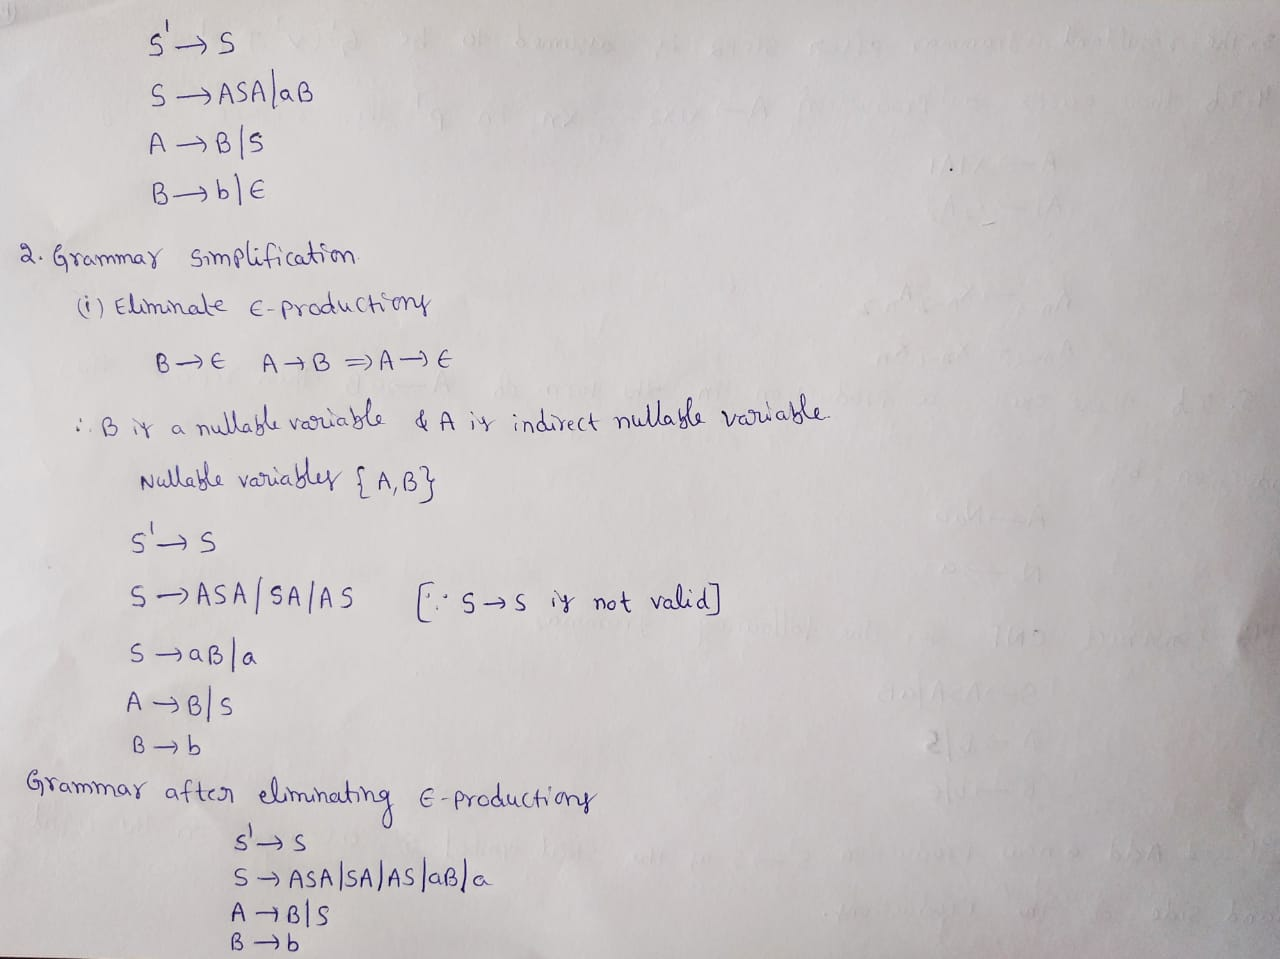 S' → S
S → ASA|aB
A → B|S
B → b|ϵ
2. Grammar simplification
(i) Eliminate ϵ-productions
B → ϵ A → B ⇒ A → ϵ
∴ B is a nullable variable & A is indirect nullable variable.
Nullable variables {A,B}
S' → S
S → ASA|SA|AS [∵ S → S is not valid]
S → aB|a
A → B|S
B → b
Grammar after eliminating ϵ-productions
S' → S
S → ASA|SA|AS|aB|a
A → B|S
B → b